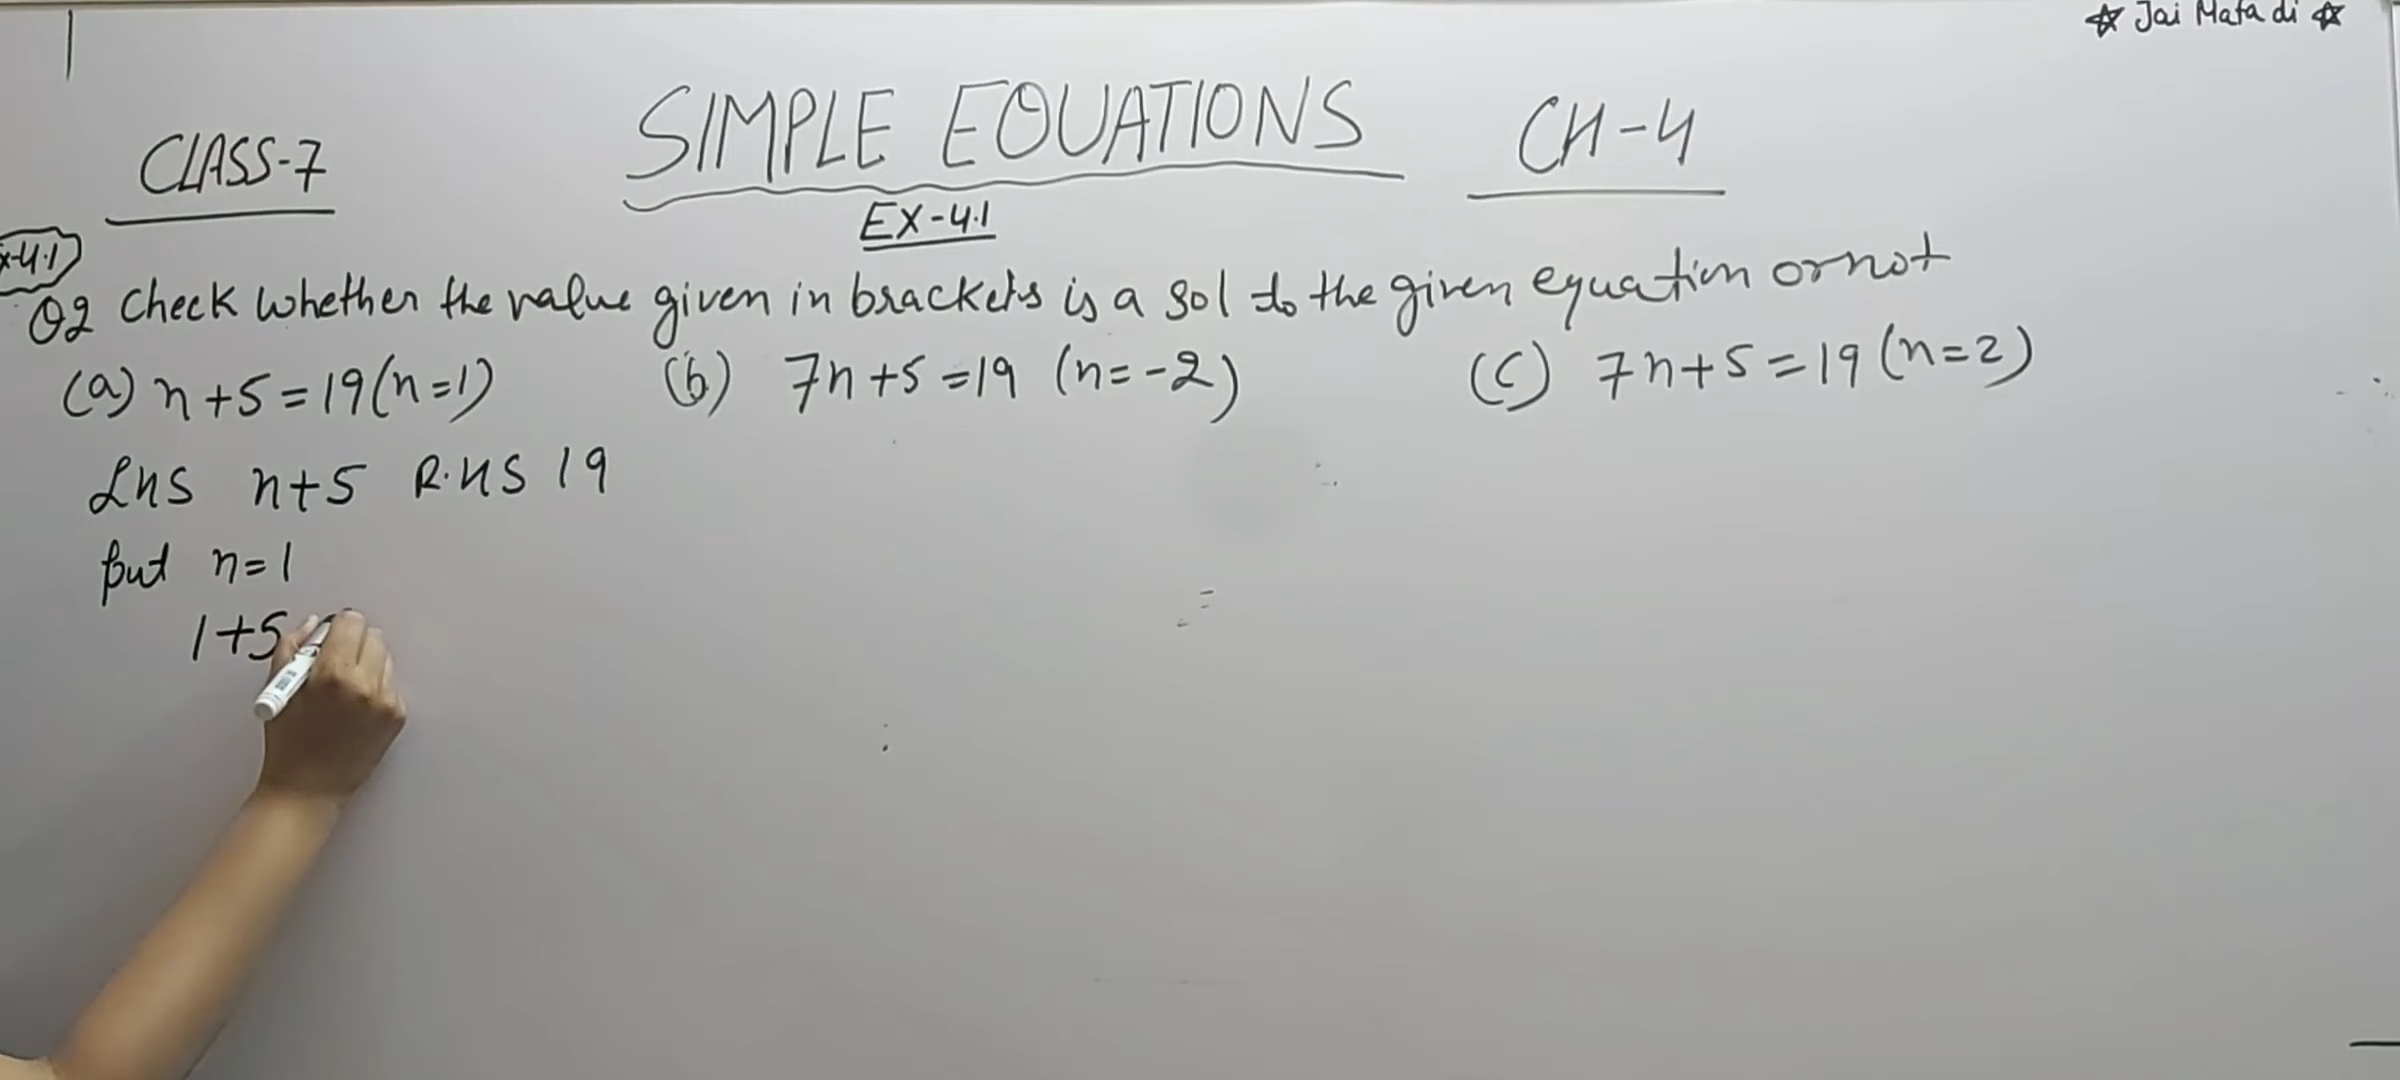 ☆ Jai Mata di ☆
CLASS-7 SIMPLE EQUATIONS CH-4
EX-4.1
x-4.1
Q2 Check whether the value given in brackets is a sol to the given equation or not
(a) n+5=19(n=1) (b) 7n+5=19 (n=-2) (c) 7n+5=19(n=2)
LHS n+5 R.HS 19
put n=1
1+5